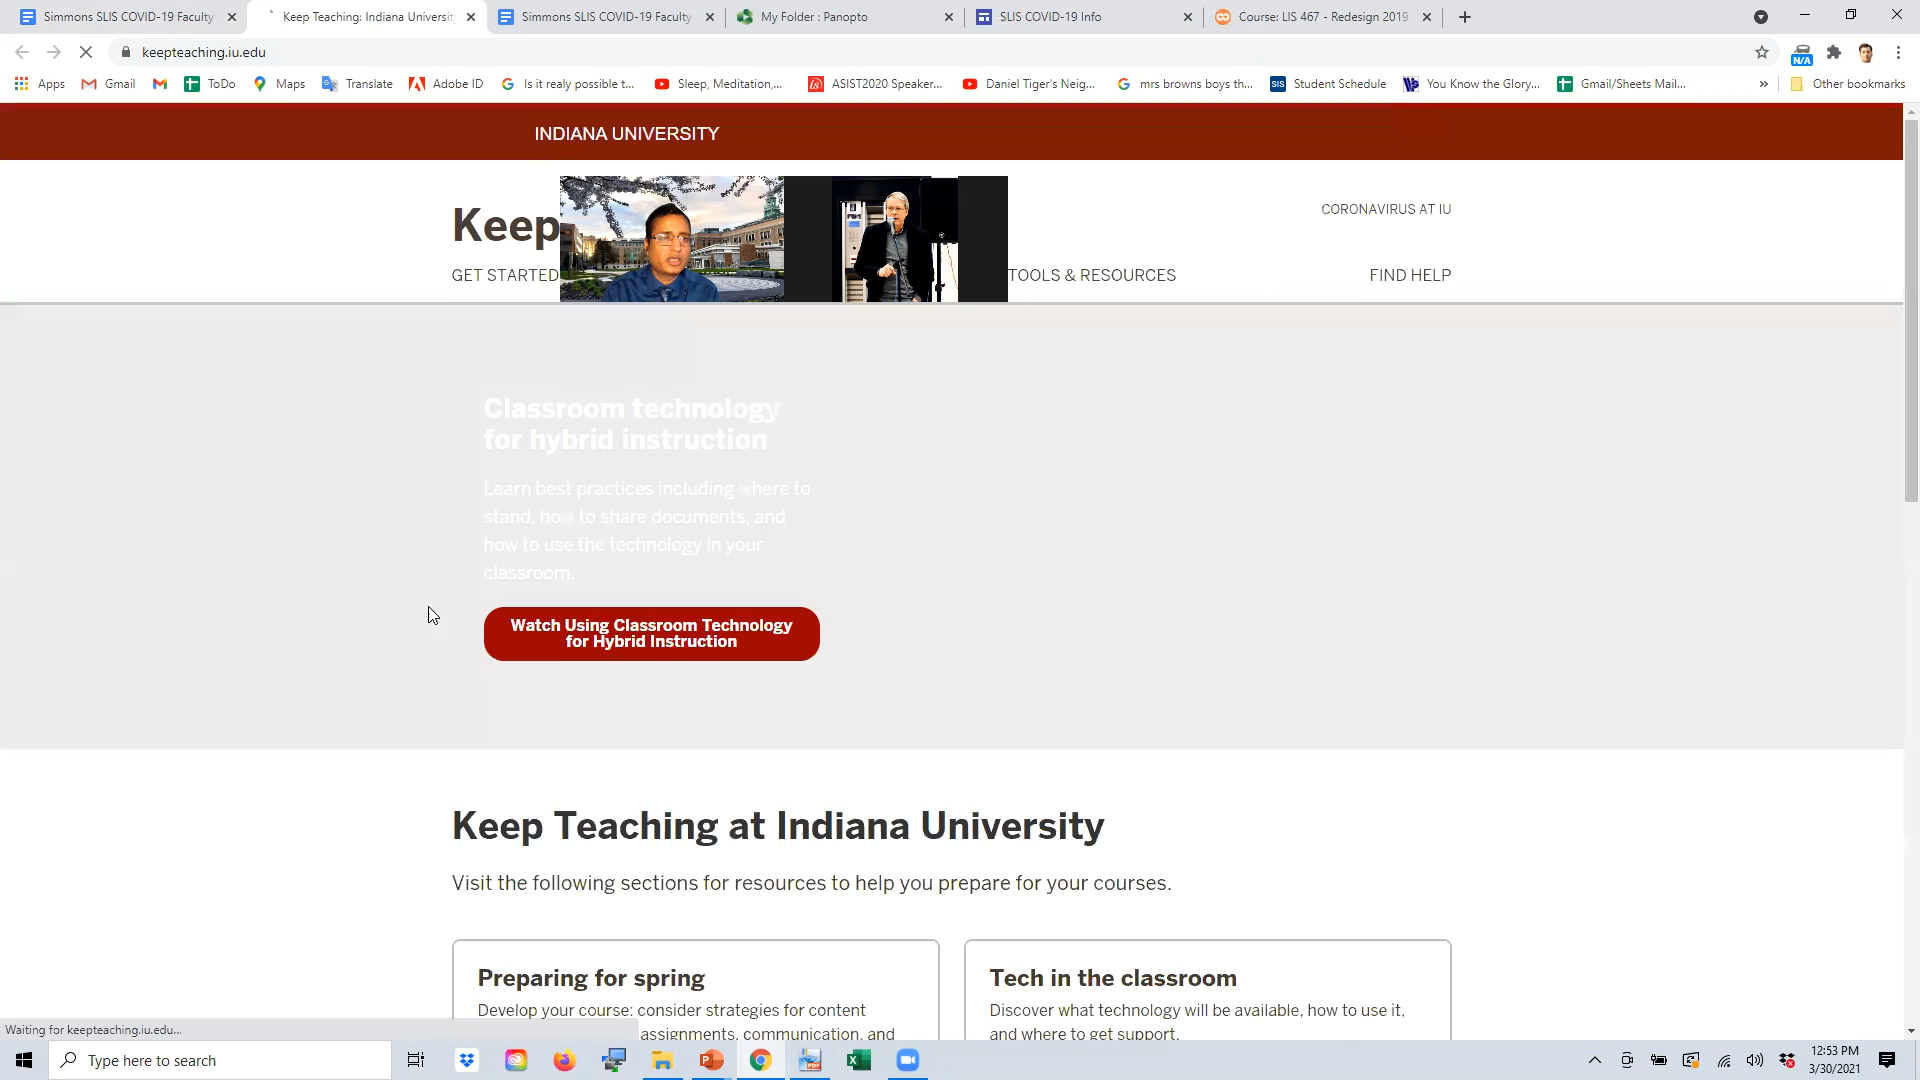 Simmons SLIS COVID-19 Faculty
Keep Teaching: Indiana Universit
Simmons SLIS COVID-19 Faculty
My Folder : Panopto
SLIS COVID-19 Info
Course: LIS 467 - Redesign 2019
keepteaching.iu.edu
N/A
Apps
Gmail
ToDo
Maps
Translate
Adobe ID
Is it realy possible t...
Sleep, Meditation,...
ASIST2020 Speaker...
Daniel Tiger's Neig...
mrs browns boys th...
SIS
Student Schedule
You Know the Glory...
Gmail/Sheets Mail...
Other bookmarks
INDIANA UNIVERSITY
Keep
CORONAVIRUS AT IU
GET STARTED
TOOLS & RESOURCES
FIND HELP
Classroom technology
for hybrid instruction
Learn best practices including where to
stand, how to share documents, and
how to use the technology in your
classroom.
Watch Using Classroom Technology
for Hybrid Instruction
Keep Teaching at Indiana University
Visit the following sections for resources to help you prepare for your courses.
Preparing for spring
Develop your course: consider strategies for content
assignments, communication, and
Tech in the classroom
Discover what technology will be available, how to use it,
and where to get support.
Waiting for keepteaching.iu.edu...
Type here to search
12:53 PM
3/30/2021